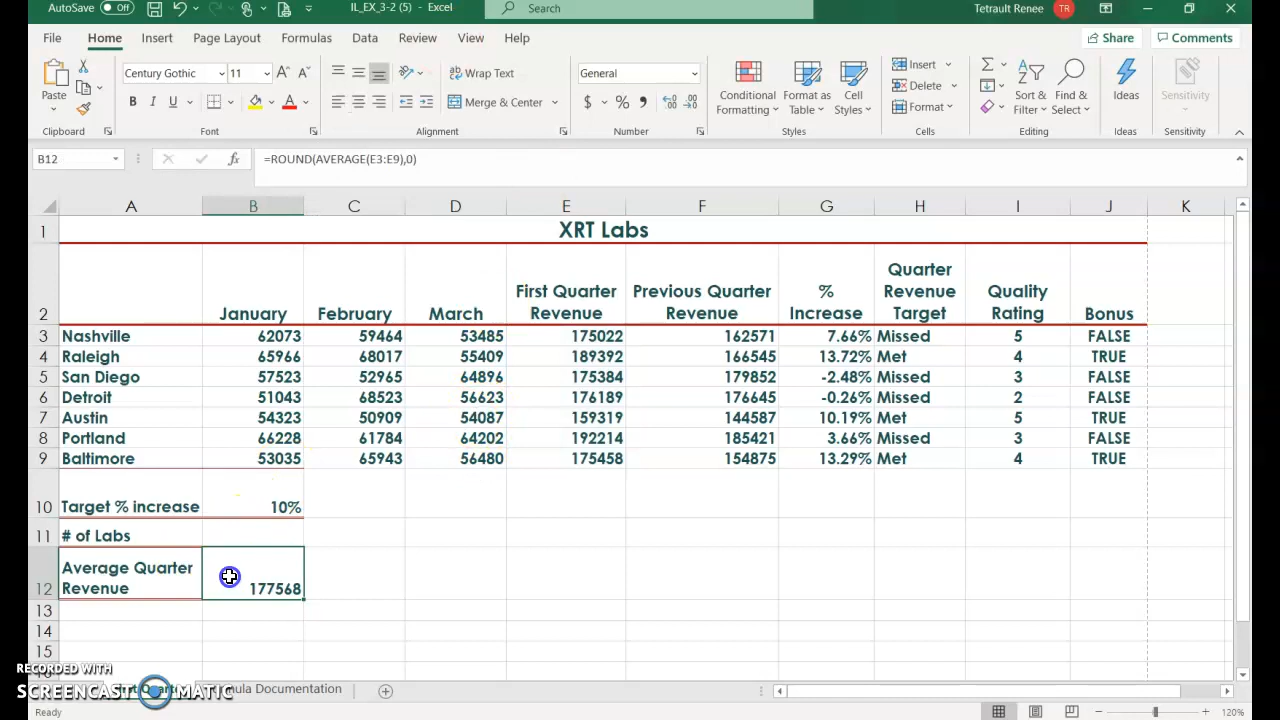 AutoSave Off IL_EX_3-2 (5) - Excel Search Tetrault Renee TR
File Home Insert Page Layout Formulas Data Review View Help Share Comments
Century Gothic 11 Wrap Text General Insert
Paste B I U Merge & Center $ % Conditional Formatting Format as Table Cell Styles Delete Format Sort & Filter Find & Select Ideas Sensitivity
Clipboard Font Alignment Number Styles Cells Editing Ideas Sensitivity
B12 fx =ROUND(AVERAGE(E3:E9),0)
A B C D E F G H I J K
1 XRT Labs
2 January February March First Quarter Revenue Previous Quarter Revenue % Increase Quarter Revenue Target Quality Rating Bonus
3 Nashville 62073 59464 53485 175022 162571 7.66% Missed 5 FALSE
4 Raleigh 65966 68017 55409 189392 166545 13.72% Met 4 TRUE
5 San Diego 57523 52965 64896 175384 179852 -2.48% Missed 3 FALSE
6 Detroit 51043 68523 56623 176189 176645 -0.26% Missed 2 FALSE
7 Austin 54323 50909 54087 159319 144587 10.19% Met 5 TRUE
8 Portland 66228 61784 64202 192214 185421 3.66% Missed 3 FALSE
9 Baltimore 53035 65943 56480 175458 154875 13.29% Met 4 TRUE
10 Target % increase 10%
11 # of Labs
12 Average Quarter Revenue 177568
13
14
15
RECORDED WITH
SCREENCAST MATIC
Documentation
Ready 120%